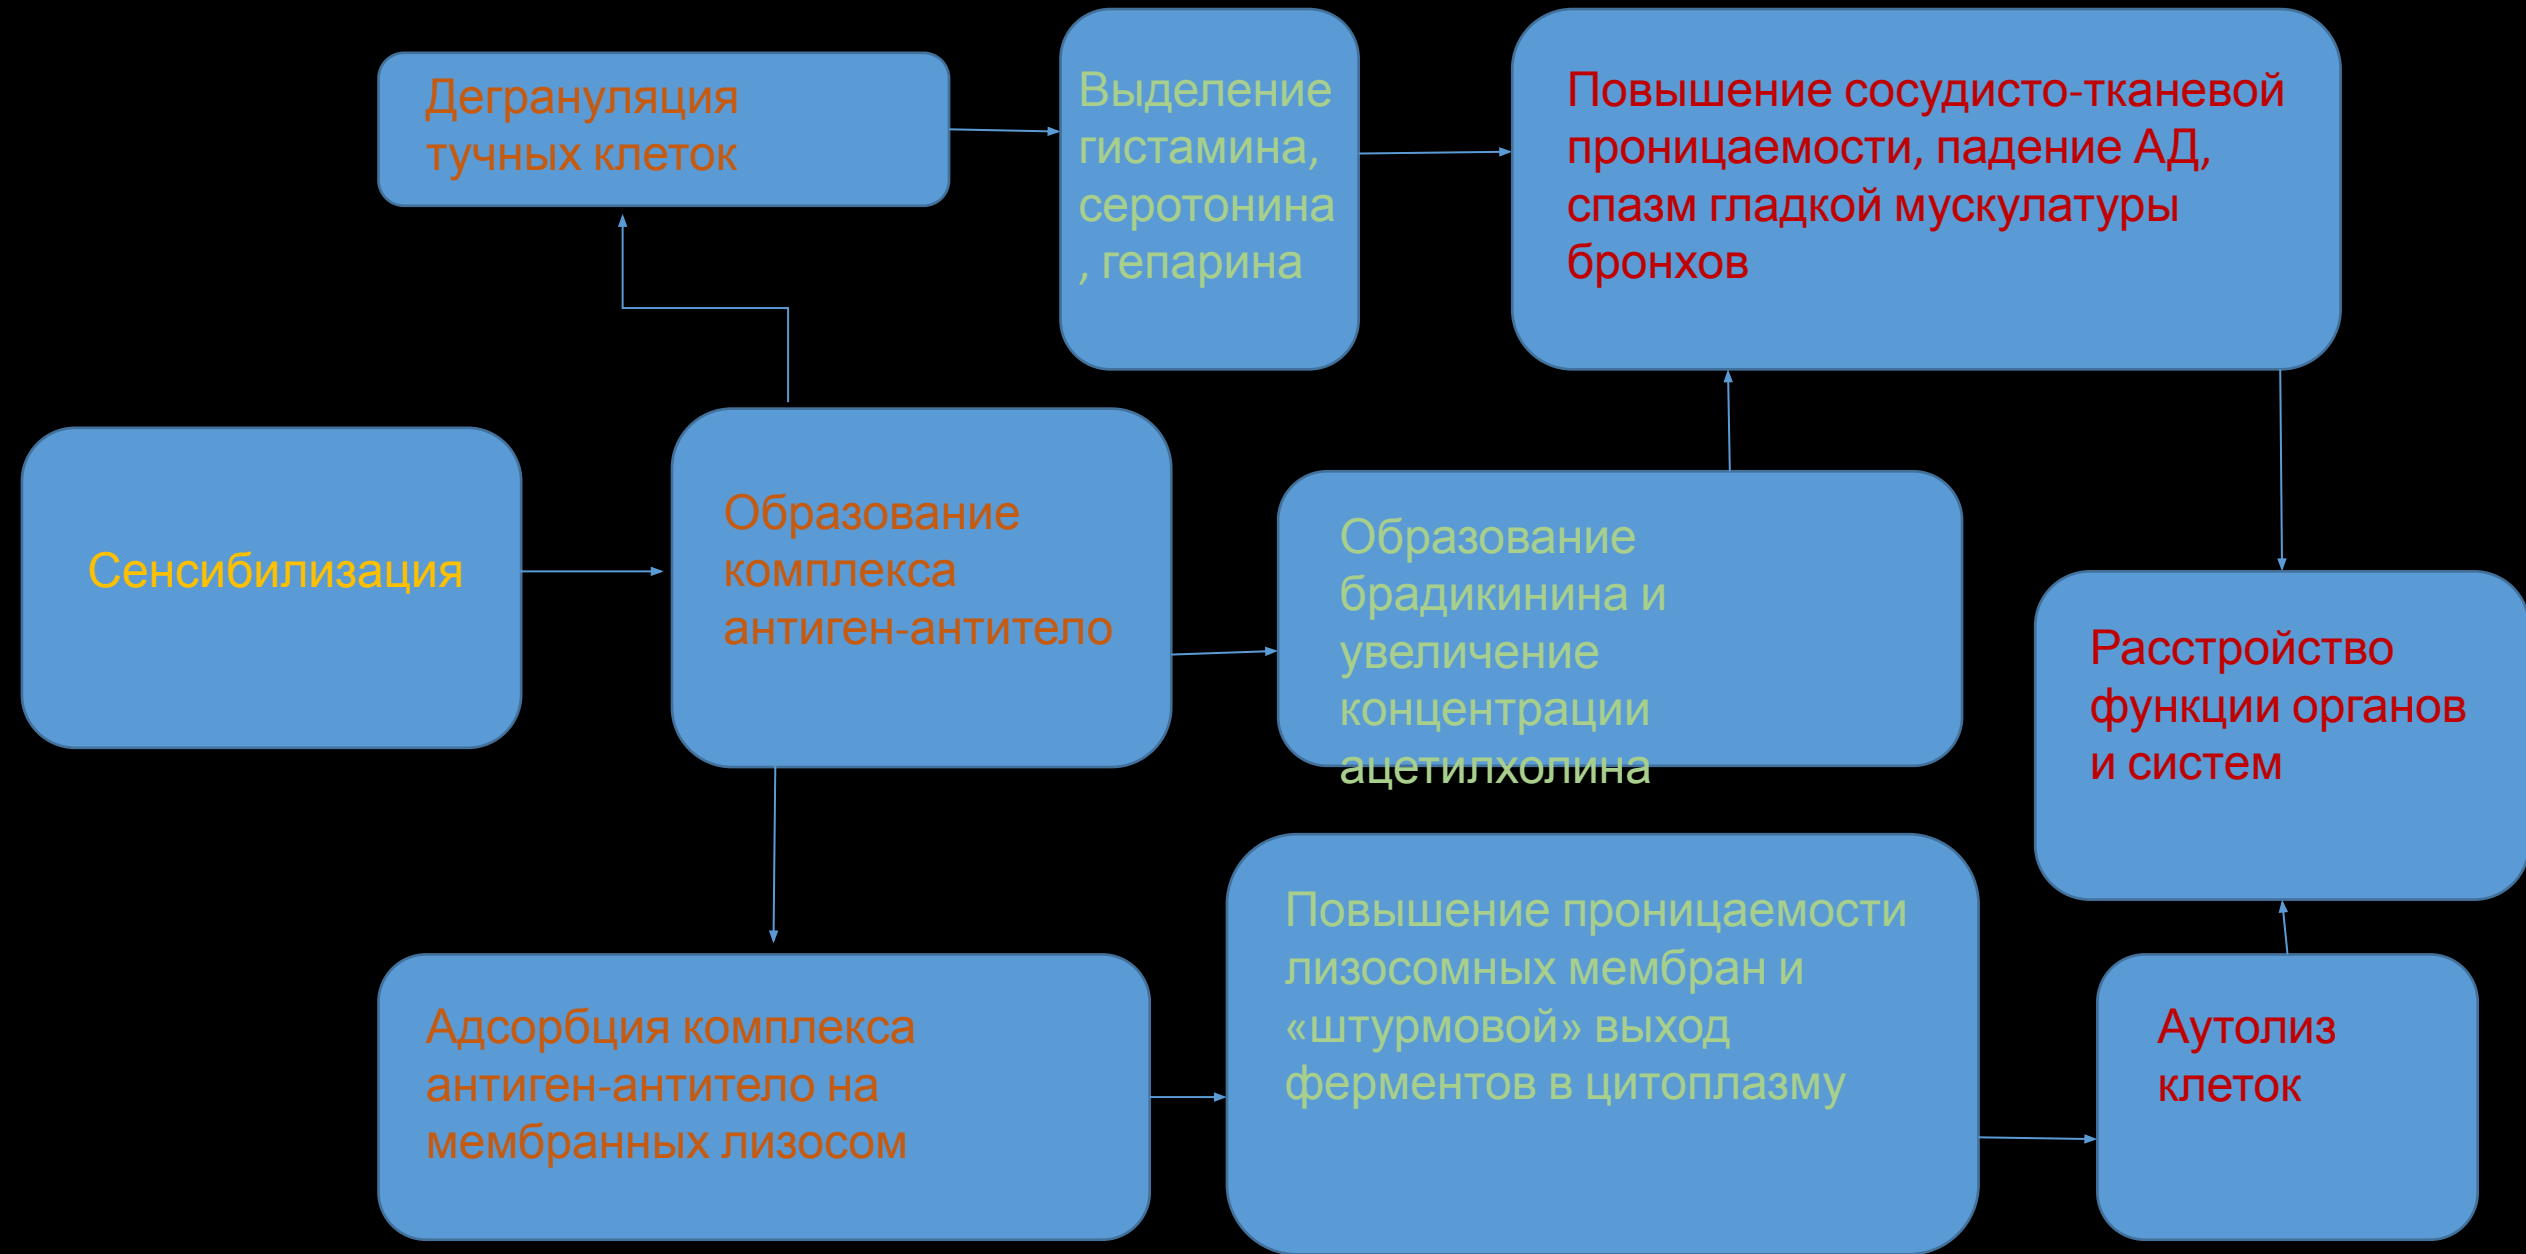 Дегрануляция
тучных клеток
Выделение
гистамина,
серотонина
, гепарина
Повышение сосудисто-тканевой
проницаемости, падение АД,
спазм гладкой мускулатуры
бронхов
Сенсибилизация
Образование
комплекса
антиген-антитело
Образование
брадикинина и
увеличение
концентрации
ацетилхолина
Расстройство
функции органов
и систем
Адсорбция комплекса
антиген-антитело на
мембранных лизосом
Повышение проницаемости
лизосомных мембран и
«штурмовой» выход
ферментов в цитоплазму
Аутолиз
клеток